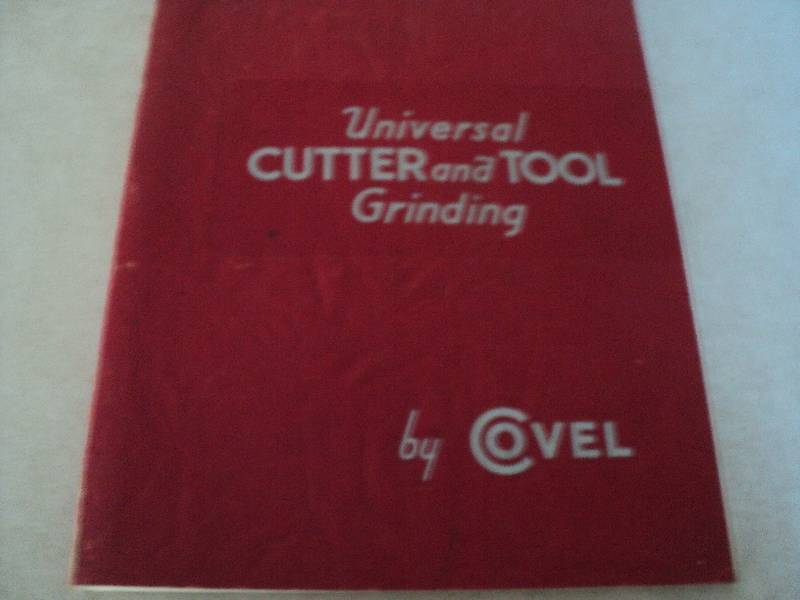 Universal
CUTTER and TOOL
Grinding
by COVEL